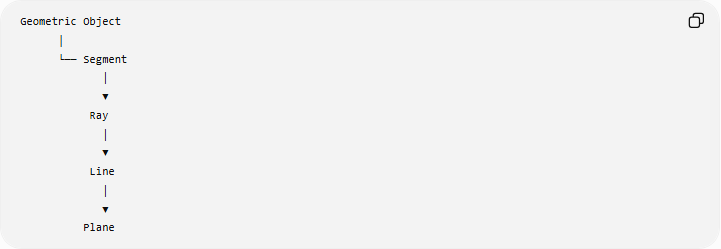 Geometric Object
Segment
Ray
Line
Plane